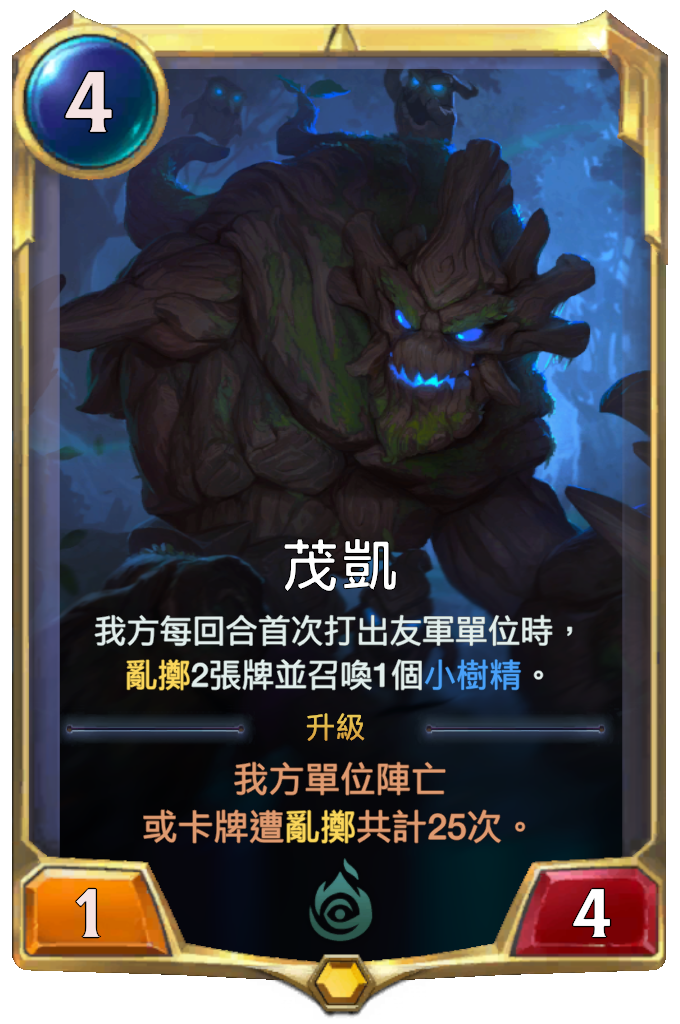 4
茂凱
我方每回合首次打出友軍單位時，
亂擲2張牌並召喚1個小樹精。
升級
我方單位陣亡
或卡牌遭亂擲共計25次。
1
4